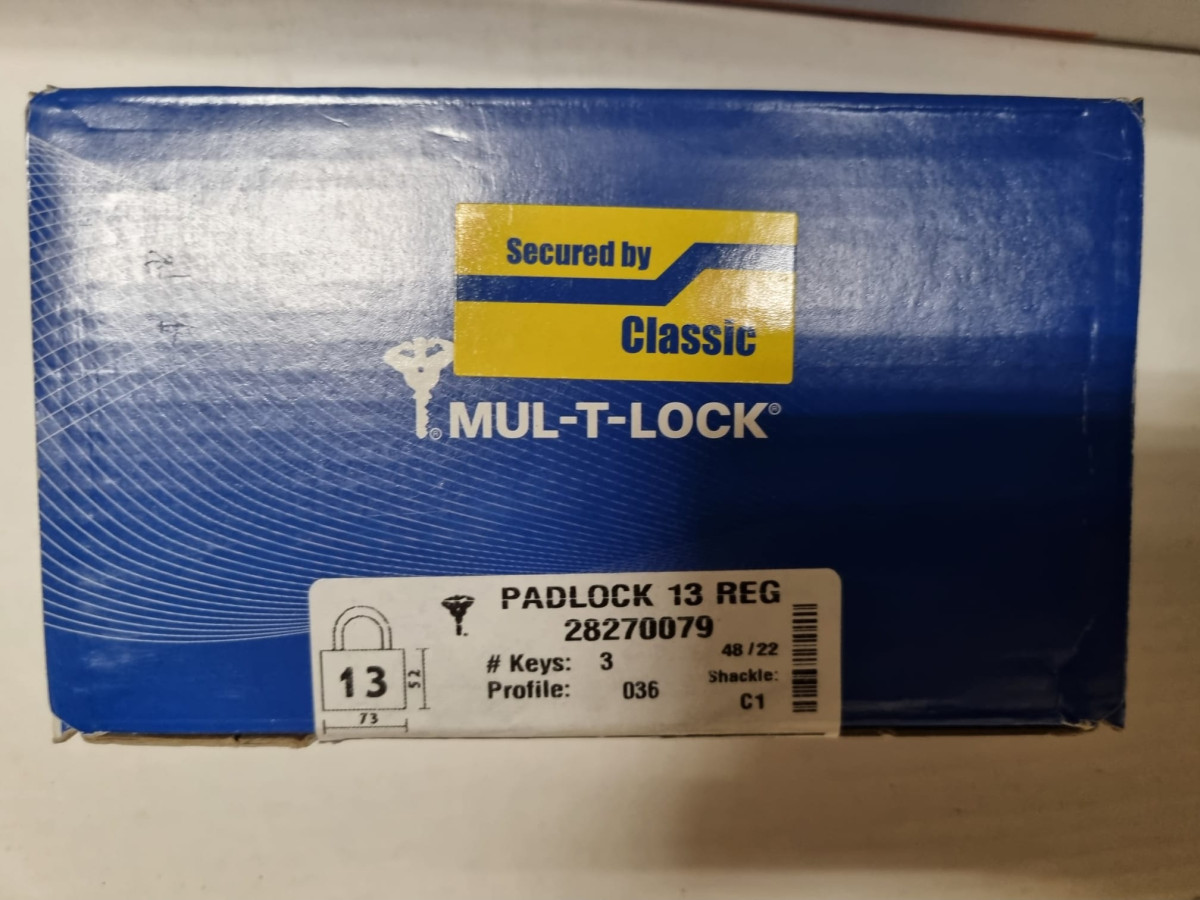 Secured by
Classic
MUL-T-LOCK®
PADLOCK 13 REG
28270079
# Keys: 3
48/22
Profile: 036
Shackle:
C1
13
52
73